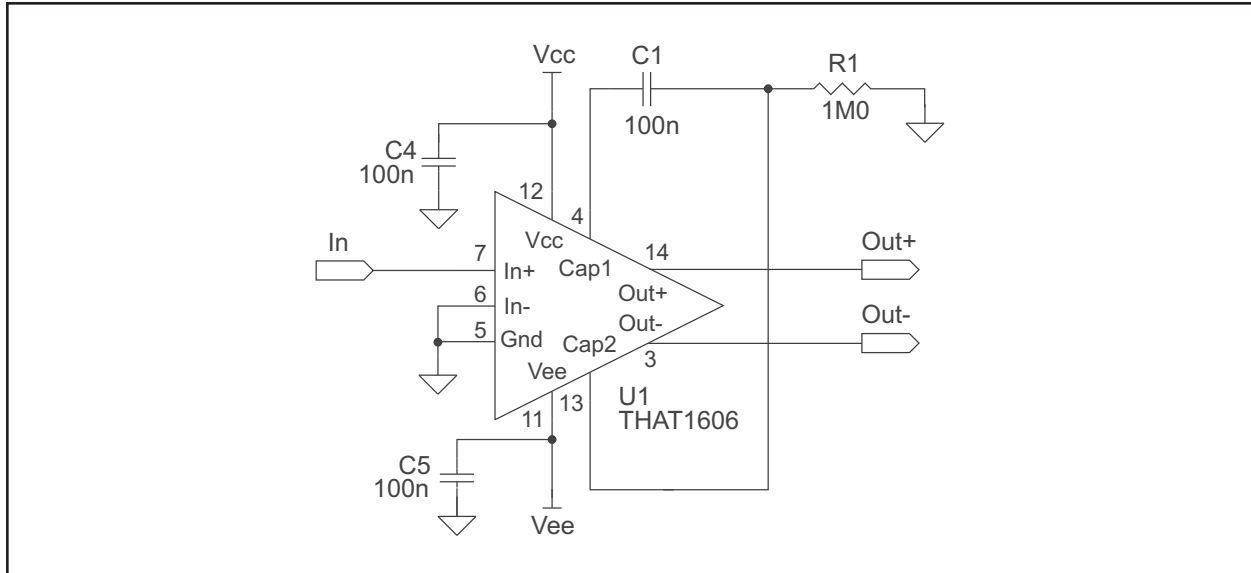 Vcc
C1
R1
1M0
100n
C4
100n
12
4
Vcc
In
7
In+
Cap1
14
Out+
6
In-
Out+
5
Gnd
Out-
Out-
Cap2
3
Vee
13
11
U1
THAT1606
C5
100n
Vee